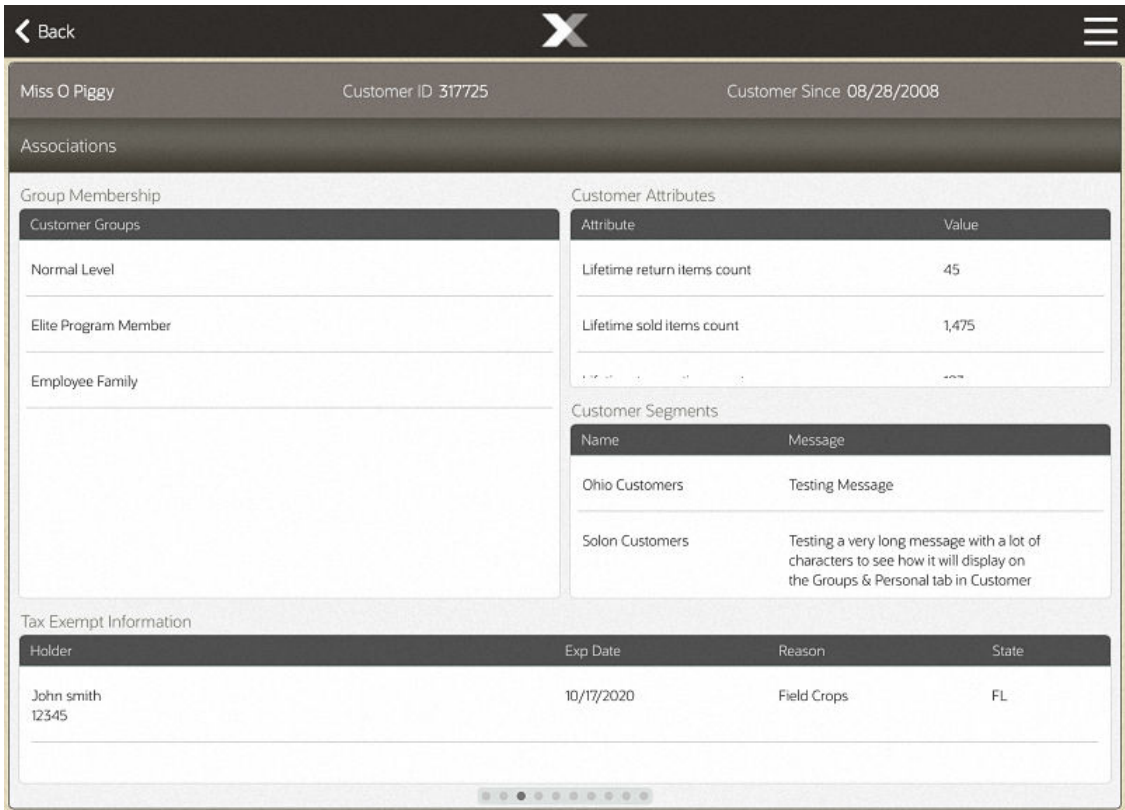 Back
Miss O Piggy Customer ID 317725 Customer Since 08/28/2008
Associations
Group Membership
Customer Groups
Normal Level
Elite Program Member
Employee Family
Customer Attributes
Attribute Value
Lifetime return items count 45
Lifetime sold items count 1,475
Customer Segments
Name Message
Ohio Customers Testing Message
Solon Customers Testing a very long message with a lot of
characters to see how it will display on
the Groups & Personal tab in Customer
Tax Exempt Information
Holder Exp Date Reason State
John smith 10/17/2020 Field Crops FL
12345